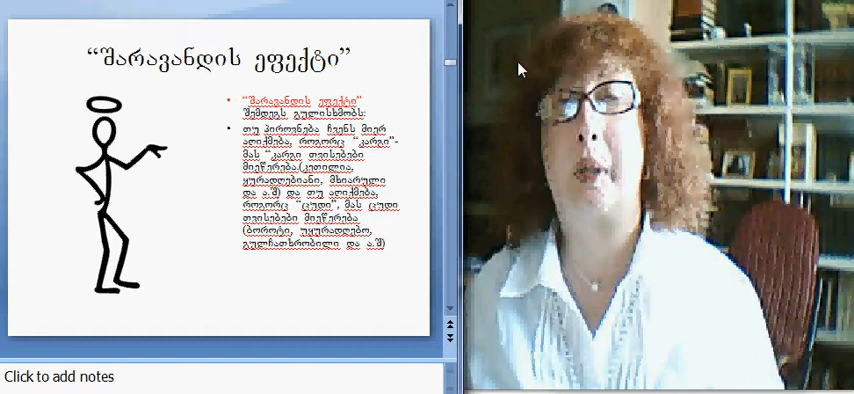 “შარავანდის ეფექტი”
“შარავანდის ეფექტი”
შემდეგს გულისხმობს:
თუ პიროვნება ჩვენს მიერ
აღიქმება, როგორც “კარგი”-
მას “კარგი თვისებები
მიეწერება.(კეთილია,
ყურადღებიანი, მხიარული
და ა.შ) და თუ აღიქმება,
როგორც “ცუდი”, მას ცუდი
თვისებები მიეწერება
(ბოროტი, უყურადღებო,
გულჩათხრობილი და ა.შ)
Click to add notes